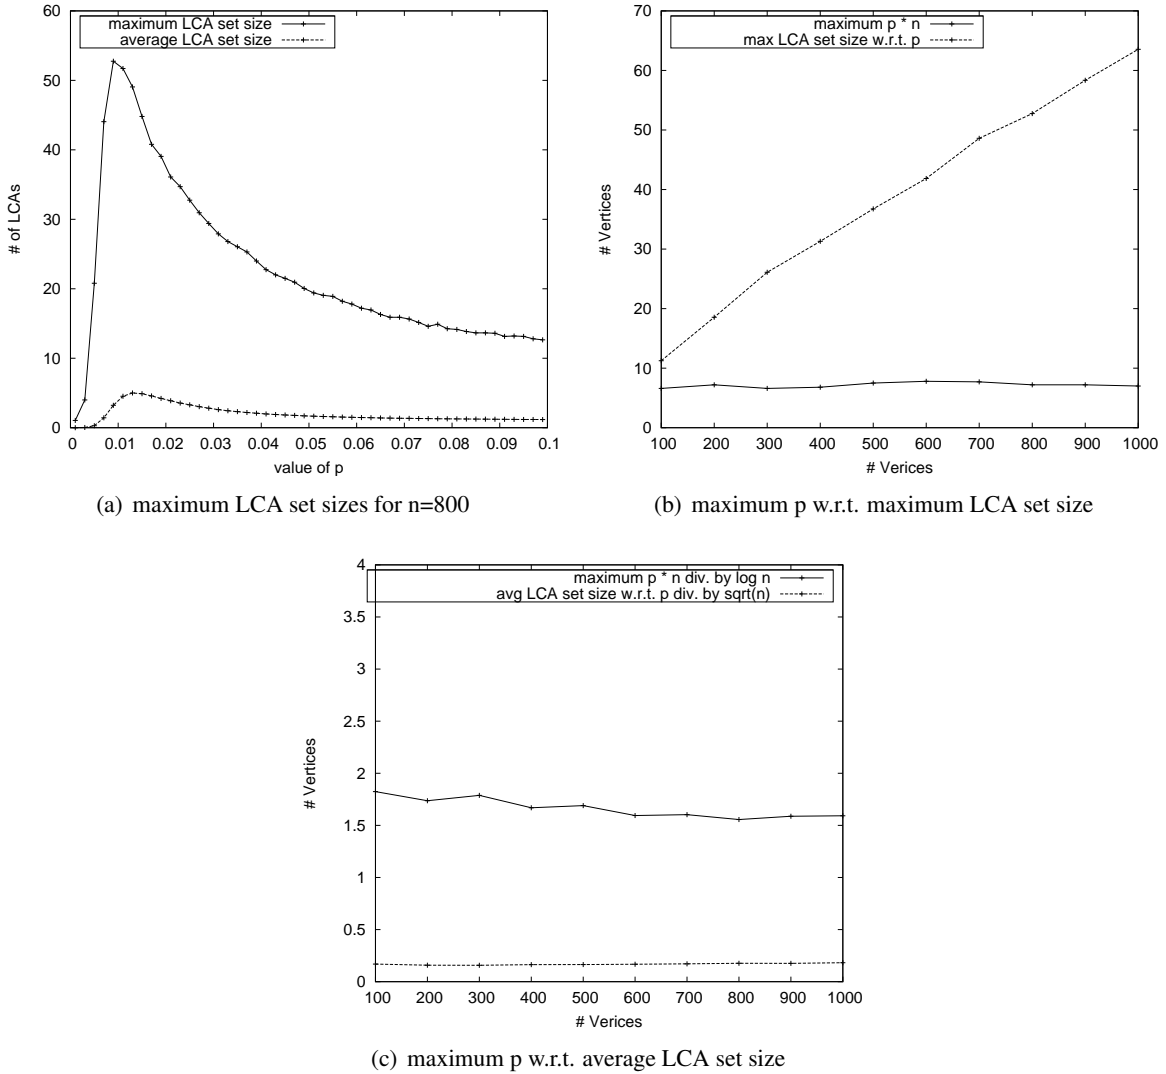 60
50
40
30
20
10
0
# of LCAs
maximum LCA set size
average LCA set size
0 0.01 0.02 0.03 0.04 0.05 0.06 0.07 0.08 0.09 0.1
value of p
(a) maximum LCA set sizes for n=800
70
60
50
40
30
20
10
0
# Vertices
maximum p * n
max LCA set size w.r.t. p
100 200 300 400 500 600 700 800 900 1000
# Verices
(b) maximum p w.r.t. maximum LCA set size
4
3.5
3
2.5
2
1.5
1
0.5
0
# Vertices
maximum p * n div. by log n
avg LCA set size w.r.t. p div. by sqrt(n)
100 200 300 400 500 600 700 800 900 1000
# Verices
(c) maximum p w.r.t. average LCA set size